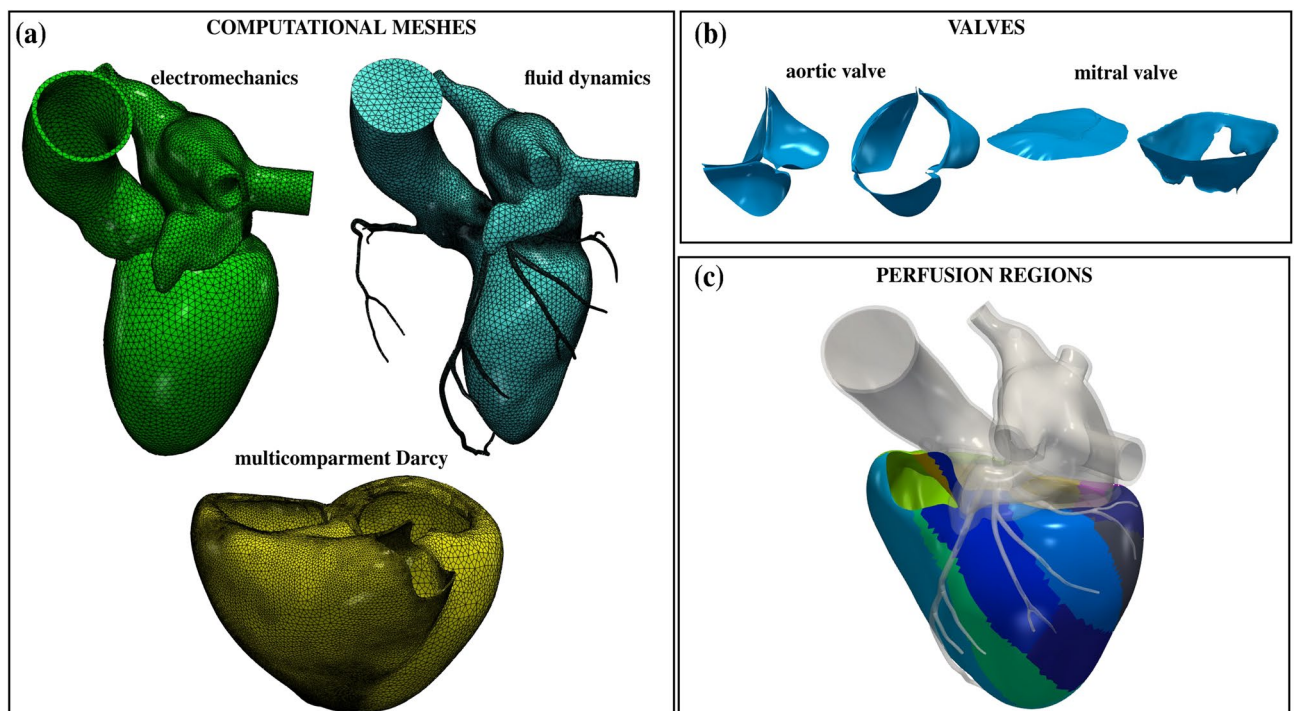 (a)
COMPUTATIONAL MESHES
electromechanics
fluid dynamics
multicomparment Darcy
(b)
VALVES
aortic valve
mitral valve
(c)
PERFUSION REGIONS